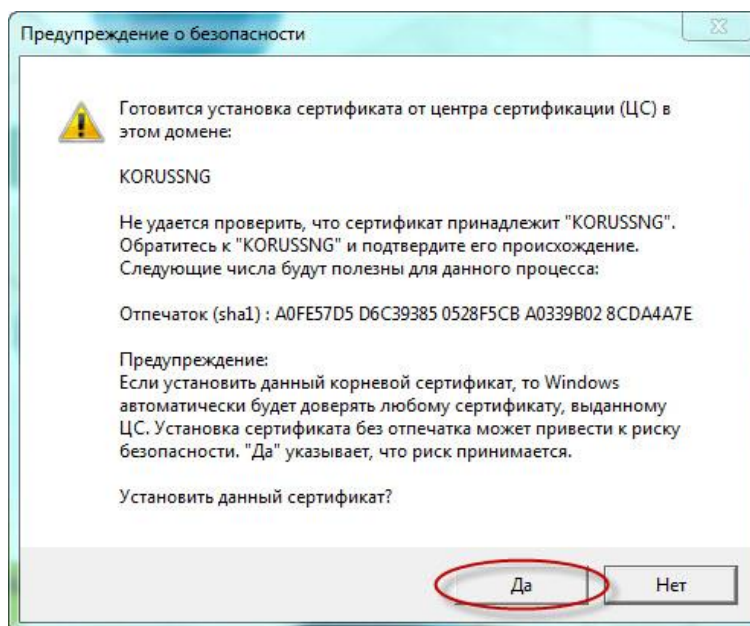 Предупреждение о безопасности
Готовится установка сертификата от центра сертификации (ЦС) в
этом домене:
KORUSSNG
Не удается проверить, что сертификат принадлежит "KORUSSNG".
Обратитесь к "KORUSSNG" и подтвердите его происхождение.
Следующие числа будут полезны для данного процесса:
Отпечаток (sha1) : A0FE57D5 D6C39385 0528F5CB A0339B02 8CDA4A7E
Предупреждение:
Если установить данный корневой сертификат, то Windows
автоматически будет доверять любому сертификату, выданному
ЦС. Установка сертификата без отпечатка может привести к риску
безопасности. "Да" указывает, что риск принимается.
Установить данный сертификат?
Да
Нет